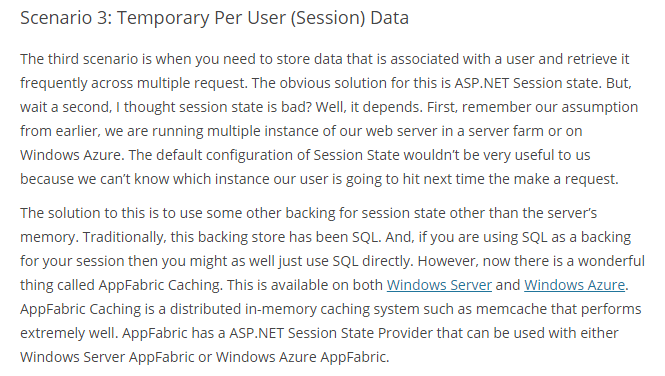 Scenario 3: Temporary Per User (Session) Data
The third scenario is when you need to store data that is associated with a user and retrieve it
frequently across multiple request. The obvious solution for this is ASP.NET Session state. But,
wait a second, I thought session state is bad? Well, it depends. First, remember our assumption
from earlier, we are running multiple instance of our web server in a server farm or on
Windows Azure. The default configuration of Session State wouldn't be very useful to us
because we can't know which instance our user is going to hit next time the make a request.
The solution to this is to use some other backing for session state other than the server's
memory. Traditionally, this backing store has been SQL. And, if you are using SQL as a backing
for your session then you might as well just use SQL directly. However, now there is a wonderful
thing called AppFabric Caching. This is available on both Windows Server and Windows Azure.
AppFabric Caching is a distributed in-memory caching system such as memcache that performs
extremely well. AppFabric has a ASP.NET Session State Provider that can be used with either
Windows Server AppFabric or Windows Azure AppFabric.